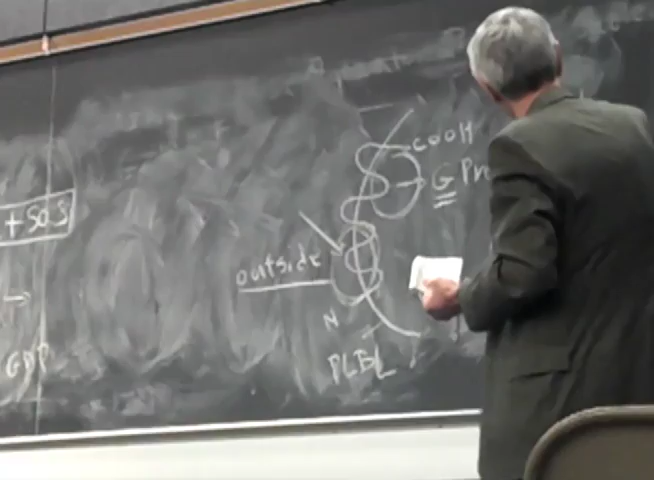 + SOS
→
GDP
COOH
G Pr
outside
N
PLBL